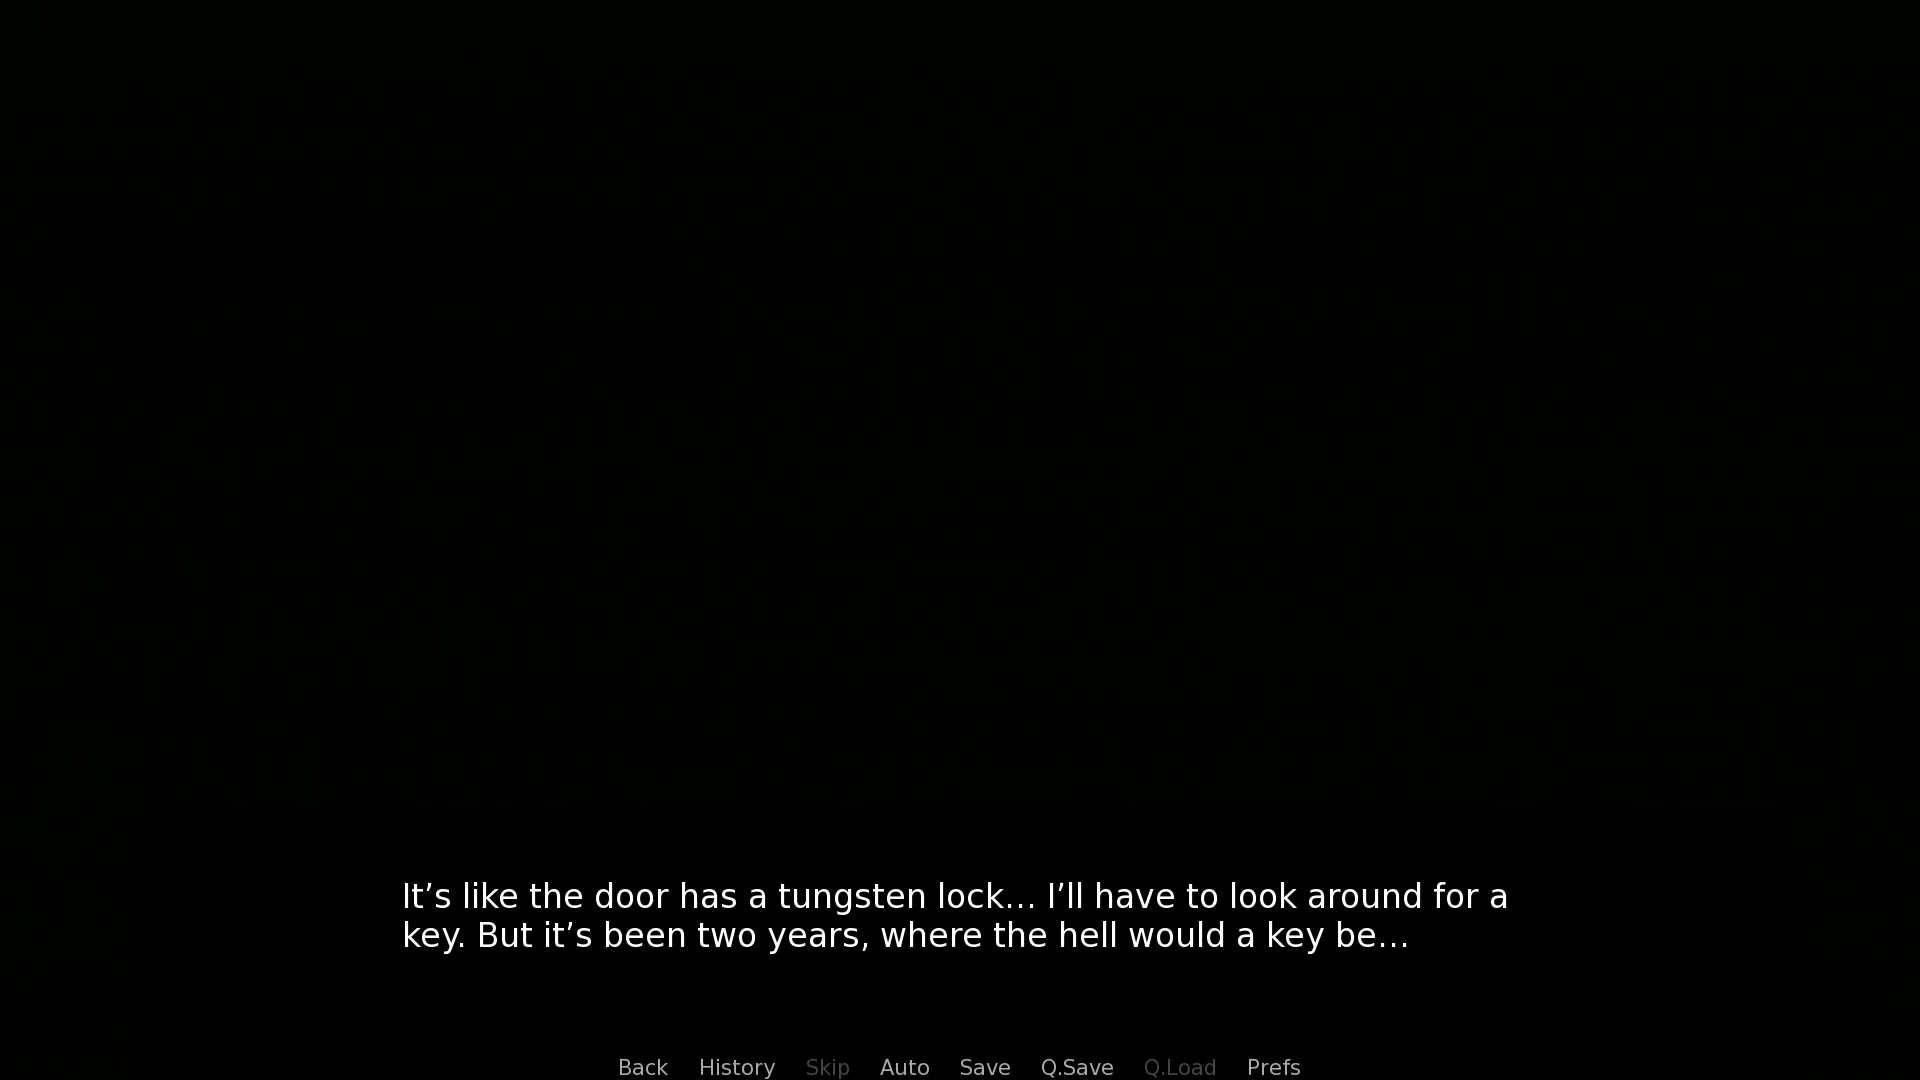 It’s like the door has a tungsten lock... I’ll have to look around for a
key. But it’s been two years, where the hell would a key be...
Back History Skip Auto Save Q.Save Q.Load Prefs